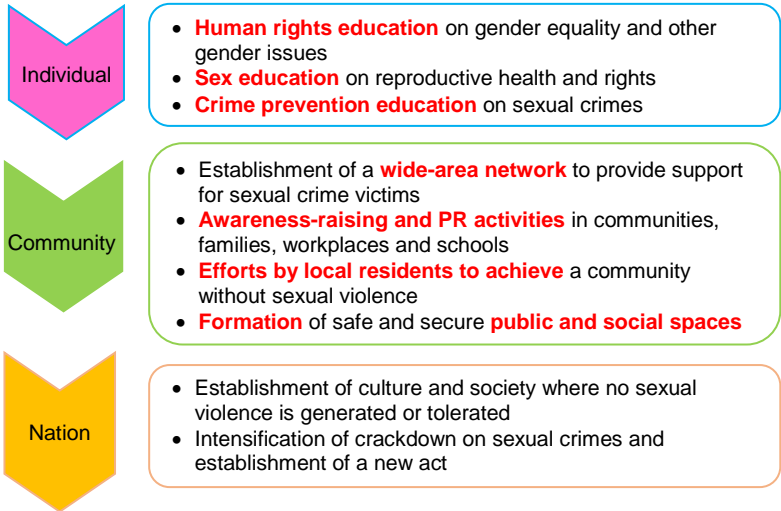 Individual
• Human rights education on gender equality and other
gender issues
• Sex education on reproductive health and rights
• Crime prevention education on sexual crimes
Community
• Establishment of a wide-area network to provide support
for sexual crime victims
• Awareness-raising and PR activities in communities,
families, workplaces and schools
• Efforts by local residents to achieve a community
without sexual violence
• Formation of safe and secure public and social spaces
Nation
• Establishment of culture and society where no sexual
violence is generated or tolerated
• Intensification of crackdown on sexual crimes and
establishment of a new act